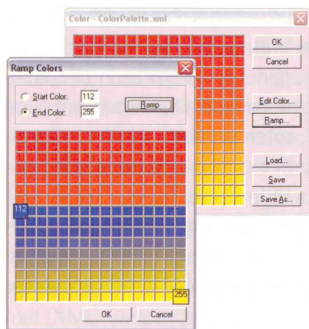 Color - ColorPalette.xml
OK
Cancel
Edit Color...
Ramp...
Load...
Save
Save As...
Ramp Colors
Start Color: 112
End Color: 255
Ramp
112
255
OK
Cancel